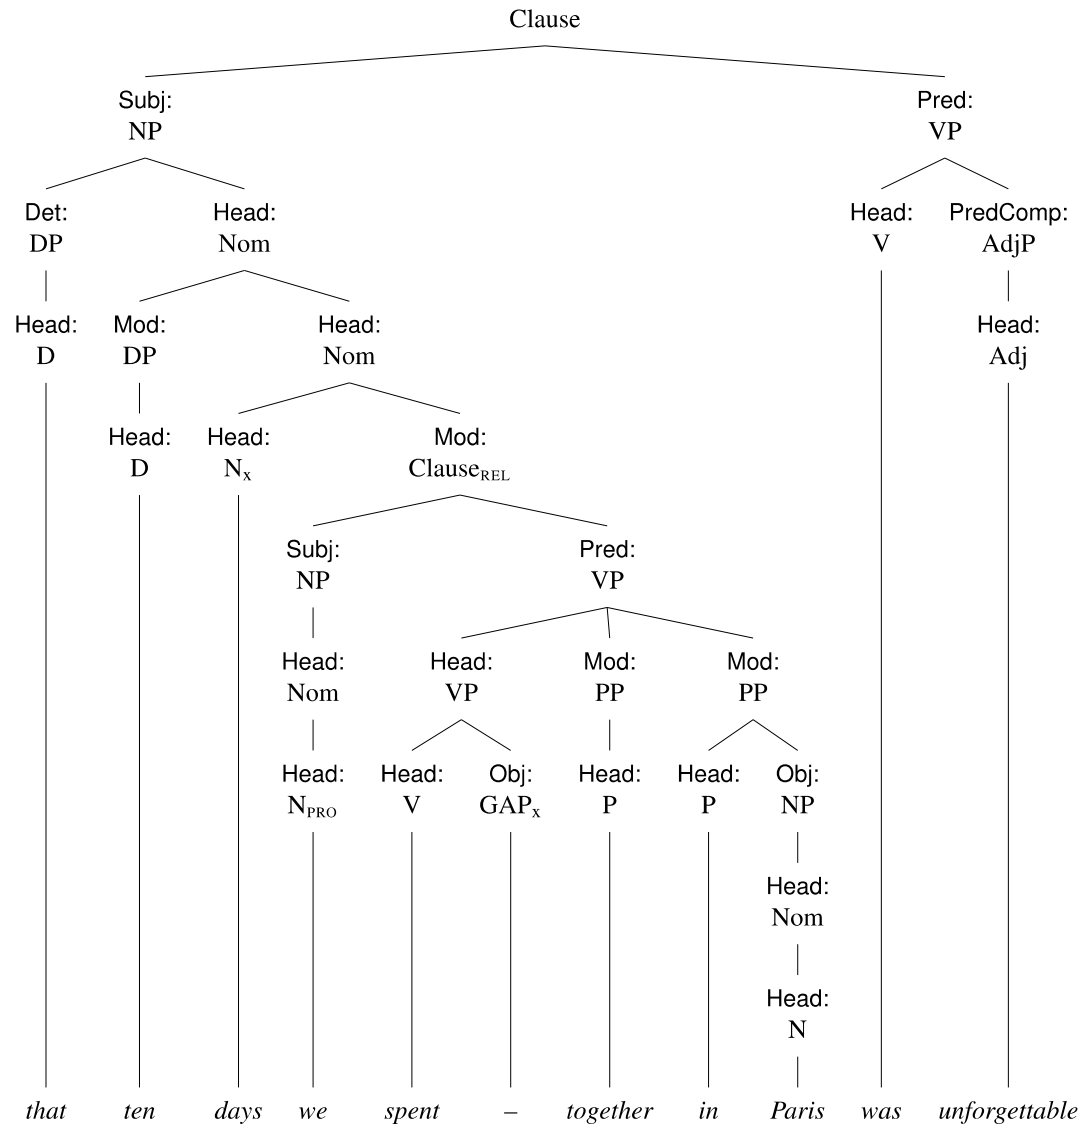 Clause
Subj: Pred:
NP VP
Det: Head: Head: PredComp:
DP Nom V AdjP
Head: Mod: Head: Head:
D DP Nom Adj
Head: Head: Mod:
D Nₓ Clause_REL
Subj: Pred:
NP VP
Head: Head: Mod: Mod:
Nom VP PP PP
Head: Head: Obj: Head: Head: Obj:
N_PRO V GAPₓ P P NP
Head:
Nom
Head:
N
that ten days we spent – together in Paris was unforgettable